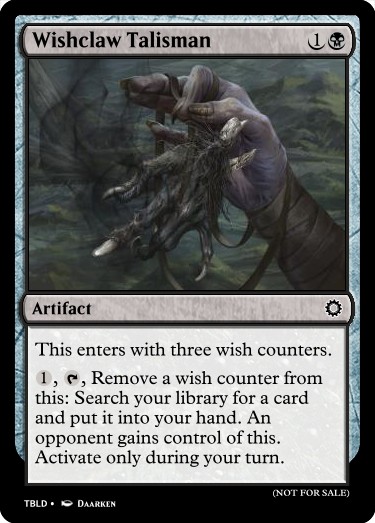 Wishclaw Talisman 1
Artifact
This enters with three wish counters.
1, , Remove a wish counter from
this: Search your library for a card
and put it into your hand. An
opponent gains control of this.
Activate only during your turn.
(NOT FOR SALE)
TBLD • Daarken